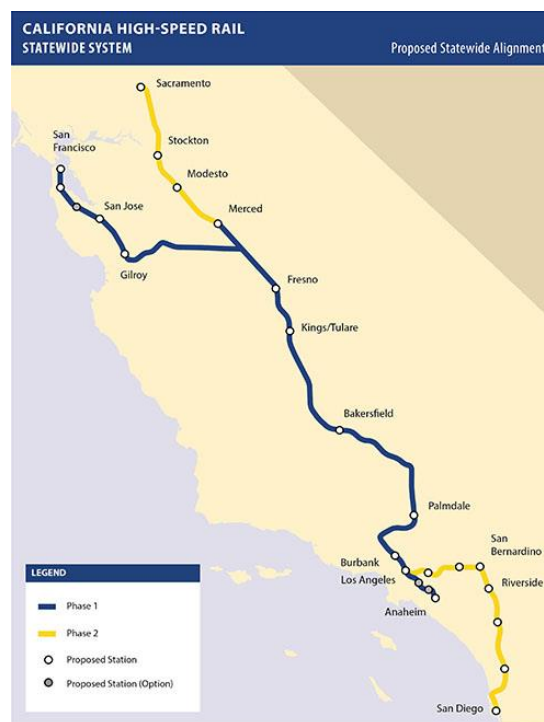 CALIFORNIA HIGH-SPEED RAIL
STATEWIDE SYSTEM
Proposed Statewide Alignment
Sacramento
San
Francisco
Stockton
Modesto
San Jose
Merced
Gilroy
Fresno
Kings/Tulare
Bakersfield
Palmdale
San
Bernardino
Burbank
Los Angeles
Riverside
Anaheim
San Diego
LEGEND
Phase 1
Phase 2
Proposed Station
Proposed Station (Option)